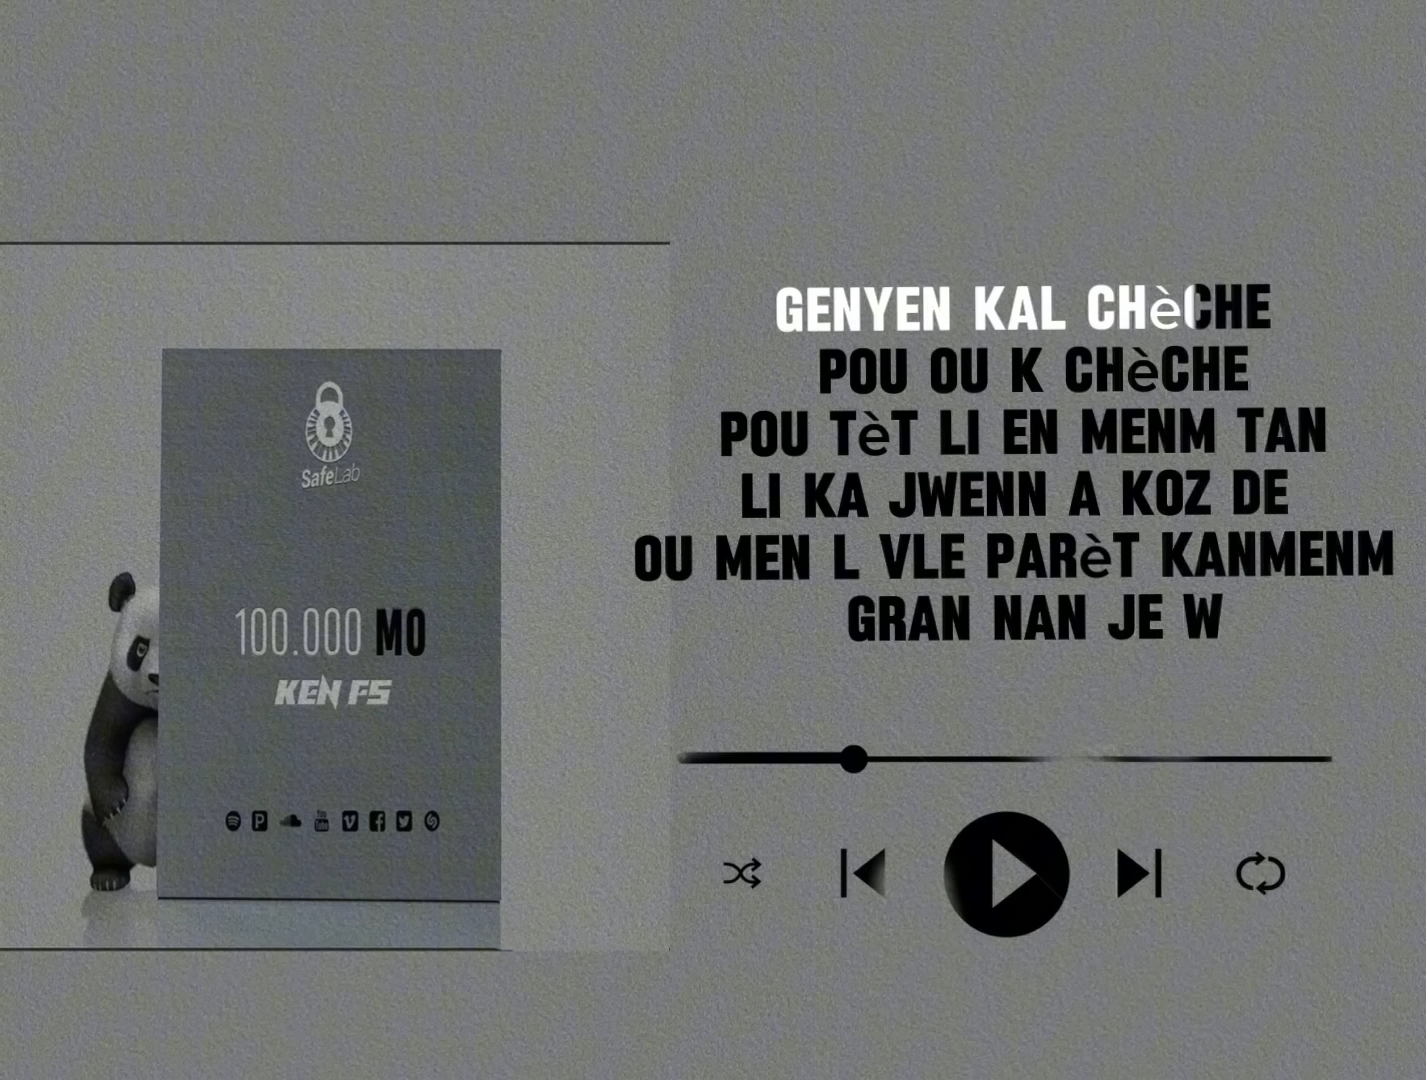 SafeLab
100.000 MO
KEN FS
GENYEN KAL CHèCHE
POU OU K CHèCHE
POU TèT LI EN MENM TAN
LI KA JWENN A KOZ DE
OU MEN L VLE PARèT KANMENM
GRAN NAN JE W